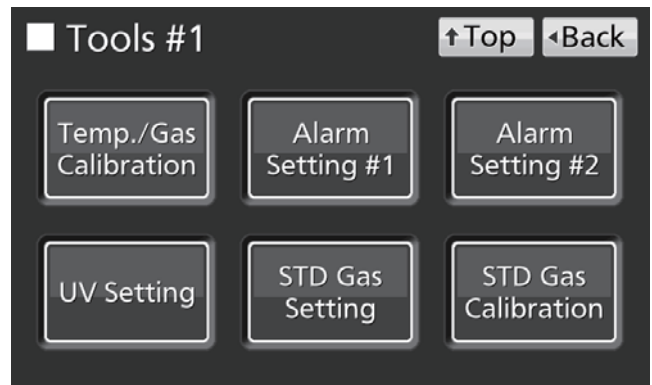 Tools #1
Top
Back
Temp./Gas
Calibration
Alarm
Setting #1
Alarm
Setting #2
UV Setting
STD Gas
Setting
STD Gas
Calibration